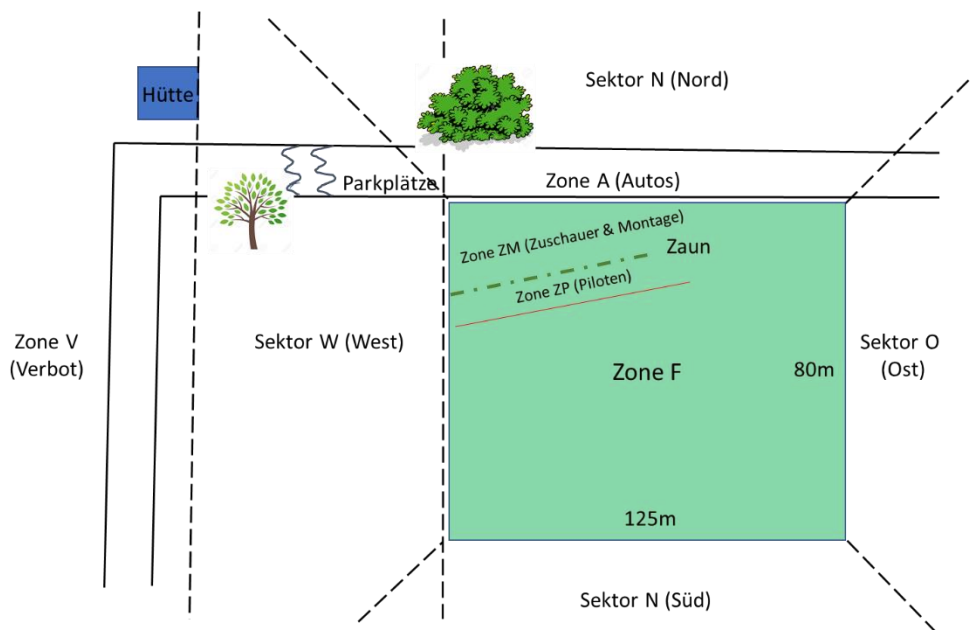 Sektor N (Nord)
Hütte
Parkplätze
Zone A (Autos)
Zone ZM (Zuschauer & Montage)
Zaun
Zone ZP (Piloten)
Zone V
(Verbot)
Sektor W (West)
Zone F
80m
Sektor O
(Ost)
125m
Sektor N (Süd)